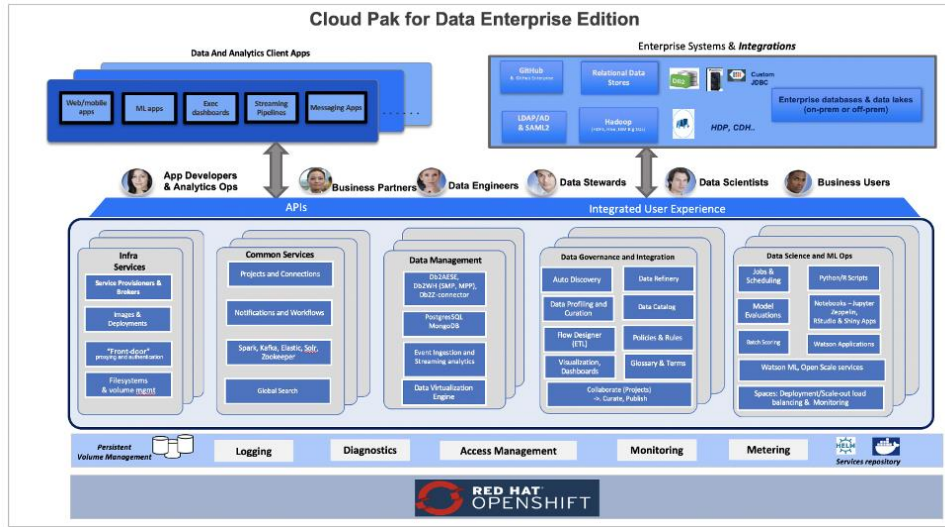 Cloud Pak for Data Enterprise Edition
Data And Analytics Client Apps
Enterprise Systems & Integrations
Web/mobile
apps
ML apps
Exec
dashboards
Streaming
Pipelines
Messaging Apps
. . . . . .
GitHub
Relational Data
Stores
Custom
JDBC
LDAP/AD
& SAML2
Hadoop
HDP, CDH..
Enterprise databases & data lakes
(on-prem or off-prem)
App Developers
& Analytics Ops
Business Partners
Data Engineers
Data Stewards
Data Scientists
Business Users
APIs
Integrated User Experience
Infra
Services
Service Provisioners &
Brokers
Images &
Deployments
"Front-door"
proxying and authentication
Filesystems
& volume mgmt
Common Services
Projects and Connections
Notifications and Workflows
Spark, Kafka, Elastic, Solr,
Zookeeper
Global Search
Data Management
Db2AESE,
Db2WH (SMP, MPP),
Db2Z-connector
PostgresSQL
MongoDB
Event Ingestion and
Streaming analytics
Data Virtualization
Engine
Data Governance and Integration
Auto Discovery
Data Refinery
Data Profiling and
Curation
Data Catalog
Flow Designer
(ETL)
Policies & Rules
Visualization,
Dashboards
Glossary & Terms
Collaborate (Projects)
->. Curate, Publish
Data Science and ML Ops
Jobs &
Scheduling
Python/R Scripts
Model
Evaluations
Notebooks – Jupyter
Zeppelin,
RStudio & Shiny Apps
Batch Scoring
Watson Applications
Watson ML, Open Scale services
Spaces: Deployment/Scale-out load
balancing & Monitoring
Persistent
Volume Management
Logging
Diagnostics
Access Management
Monitoring
Metering
HELM
docker
Services repository
RED HAT
OPENSHIFT